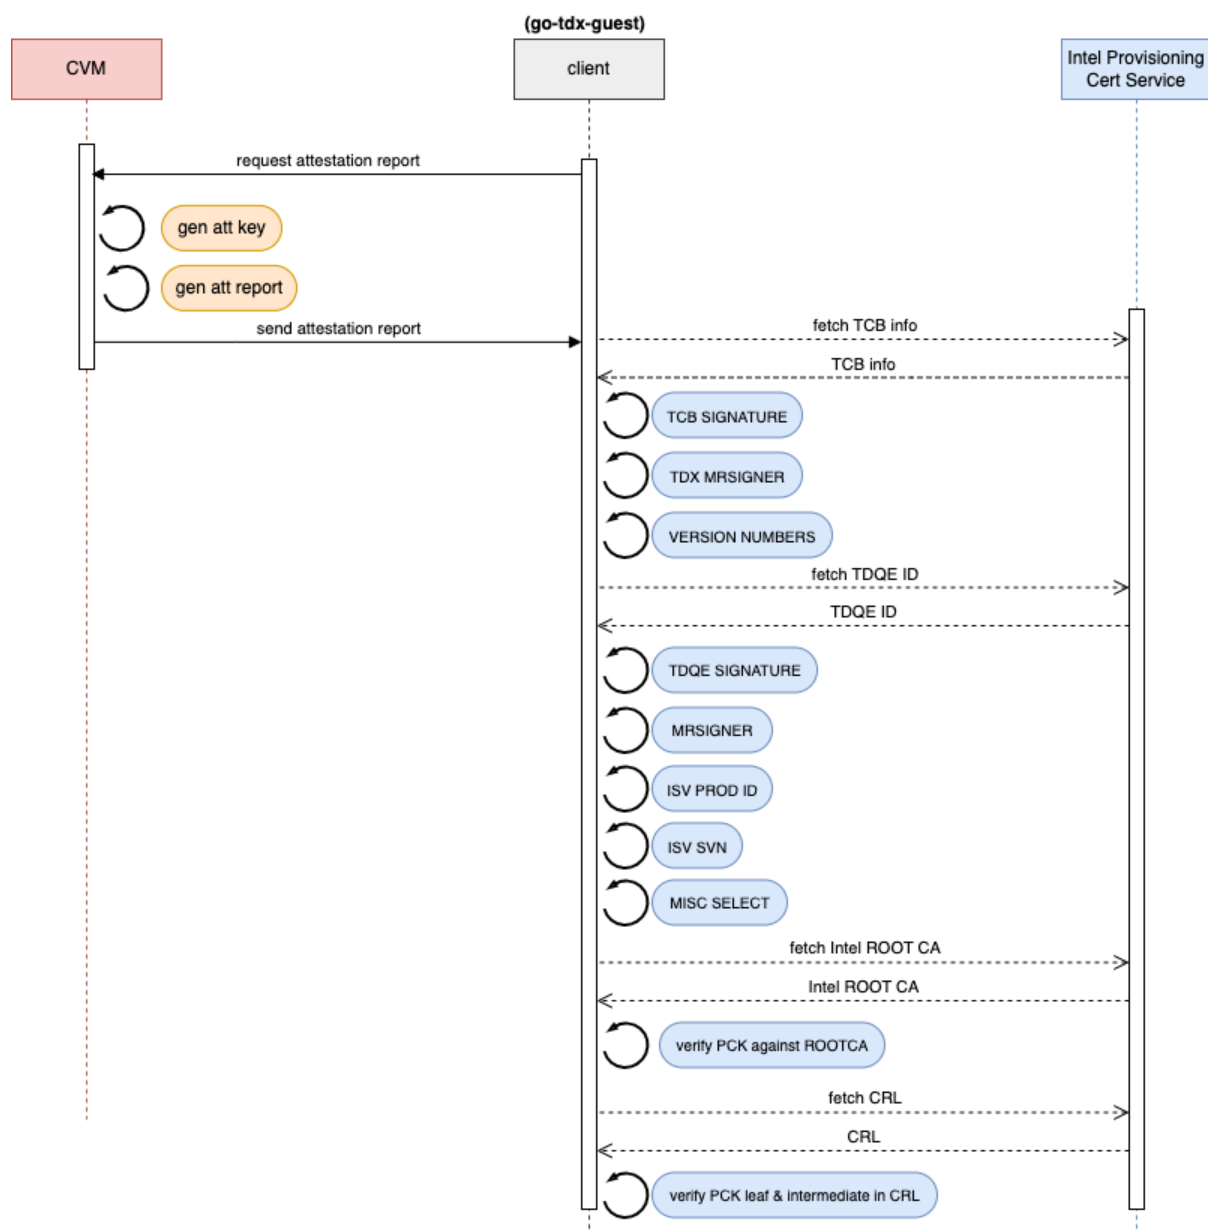 (go-tdx-guest)
CVM
client
Intel Provisioning
Cert Service
request attestation report
gen att key
gen att report
send attestation report
fetch TCB info
TCB info
TCB SIGNATURE
TDX MRSIGNER
VERSION NUMBERS
fetch TDQE ID
TDQE ID
TDQE SIGNATURE
MRSIGNER
ISV PROD ID
ISV SVN
MISC SELECT
fetch Intel ROOT CA
Intel ROOT CA
verify PCK against ROOTCA
fetch CRL
CRL
verify PCK leaf & intermediate in CRL